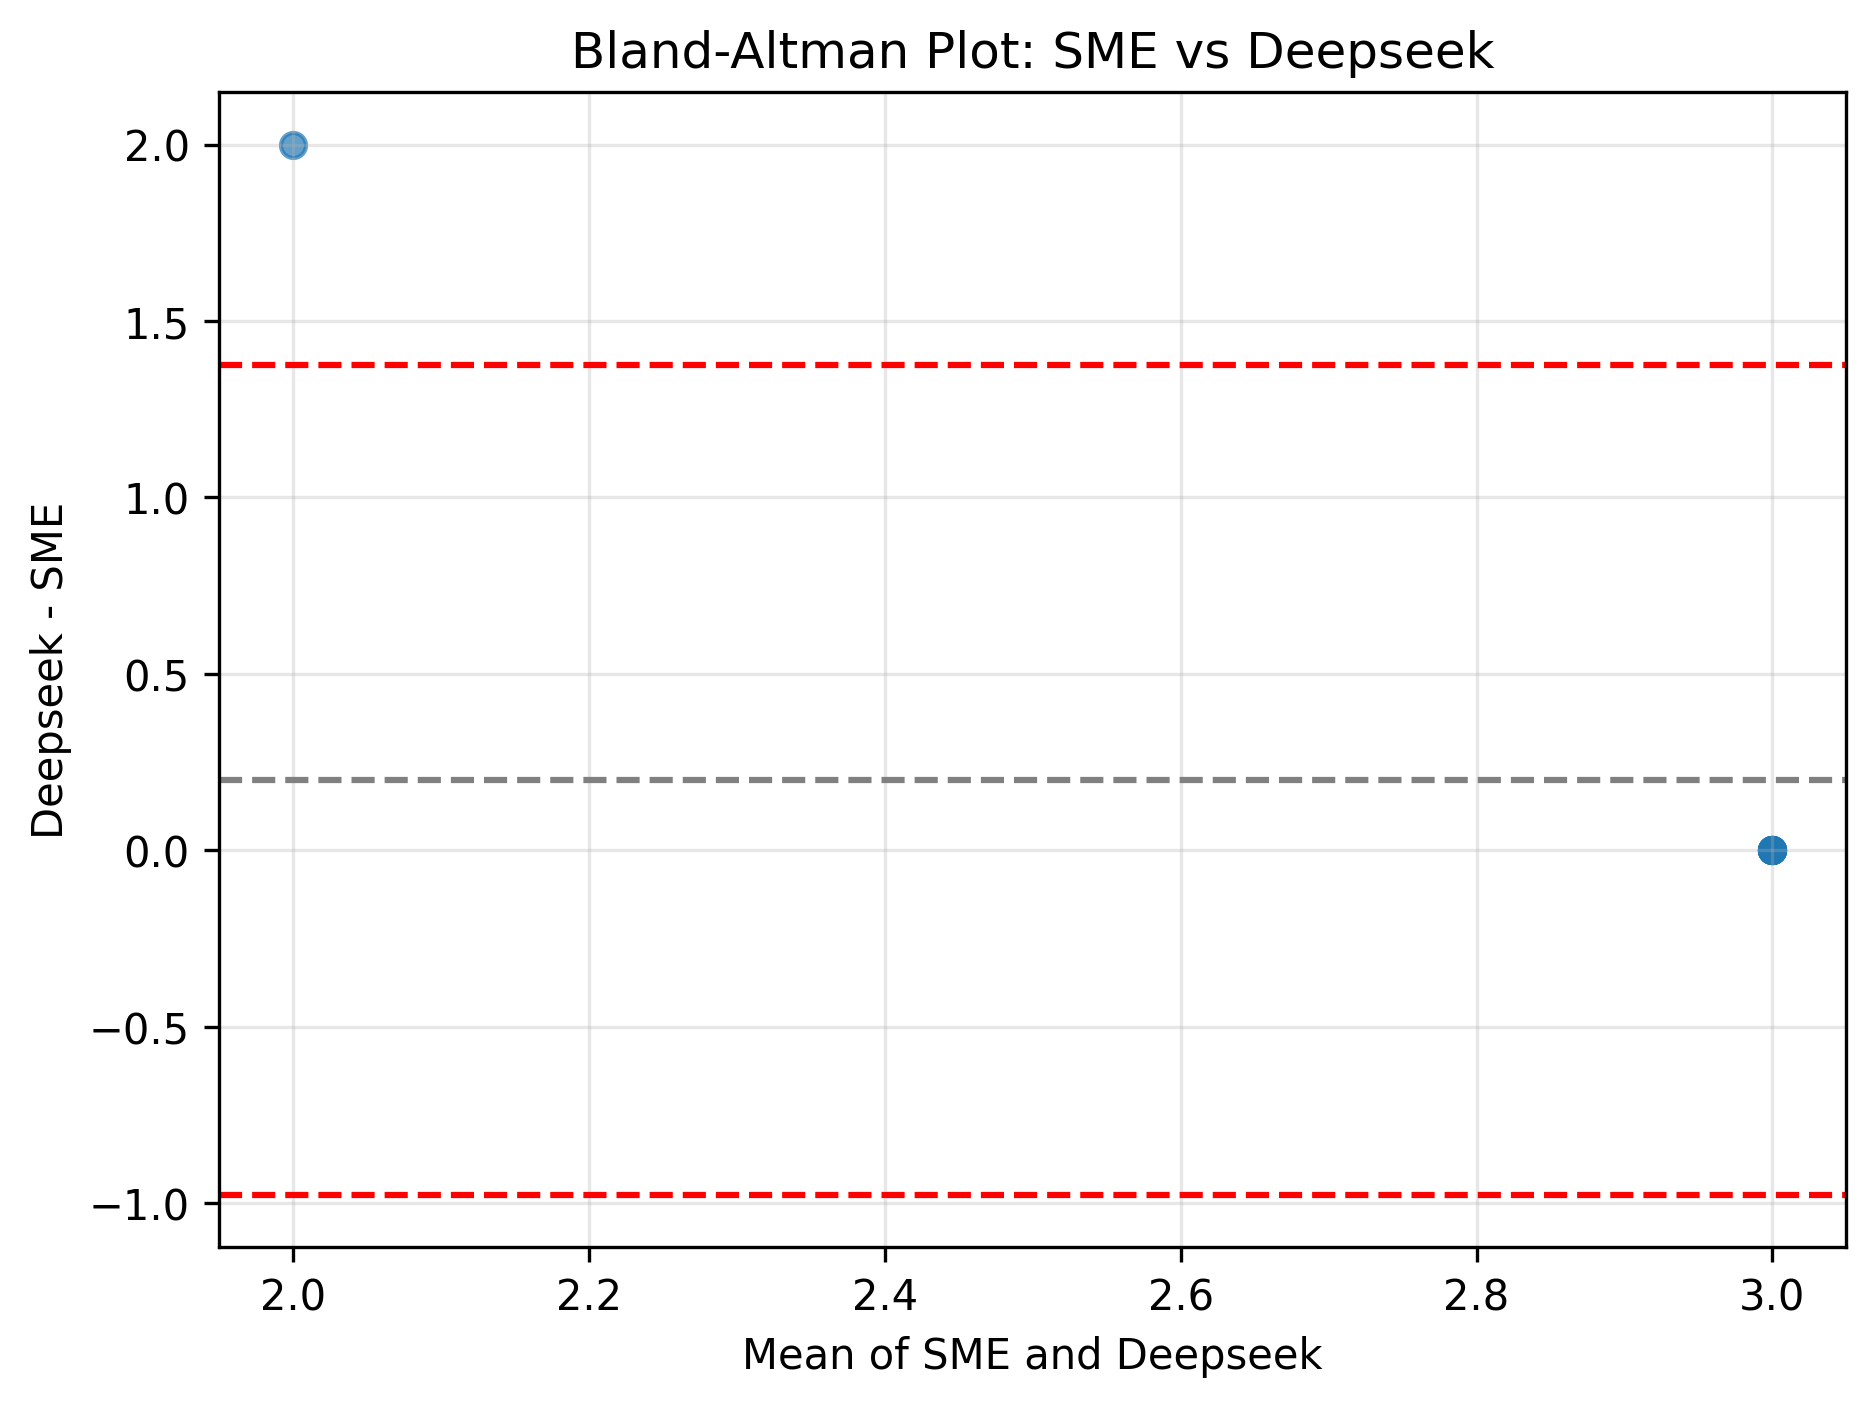 Bland-Altman Plot: SME vs Deepseek
Deepseek - SME
2.0
1.5
1.0
0.5
0.0
−0.5
−1.0
2.0 2.2 2.4 2.6 2.8 3.0
Mean of SME and Deepseek